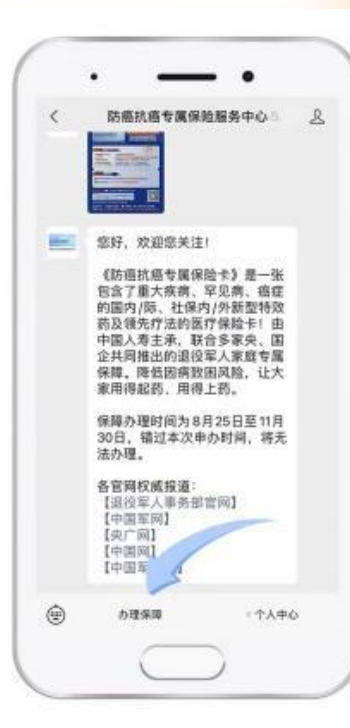 防癌抗癌专属保险服务中心
您好，欢迎您关注！
《防癌抗癌专属保险卡》是一张
包含了重大疾病、罕见病、癌症
的国内/际、社保内/外新型特效
药及领先疗法的医疗保险卡！由
中国人寿主承，联合多家央、国
企共同推出的退役军人家庭专属
保障。降低因病致困风险，让大
家用得起药、用得上药。
保障办理时间为8月25日至11月
30日，错过本次申办时间，将无
法办理。
各官网权威报道：
【退役军人事务部官网】
【中国军网】
【央广网】
【中国网】
【中国军
办理保障
个人中心